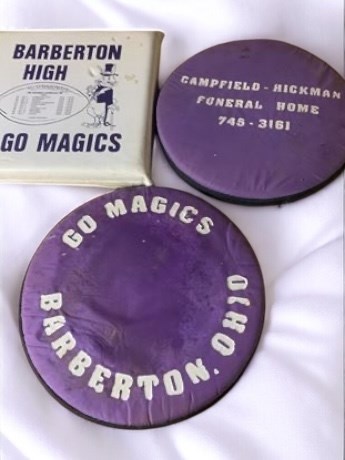 BARBERTON
HIGH
GO MAGICS
CAMPFIELD - HICKMAN
FUNERAL HOME
745 - 3161
GO MAGICS
BARBERTON. OHIO